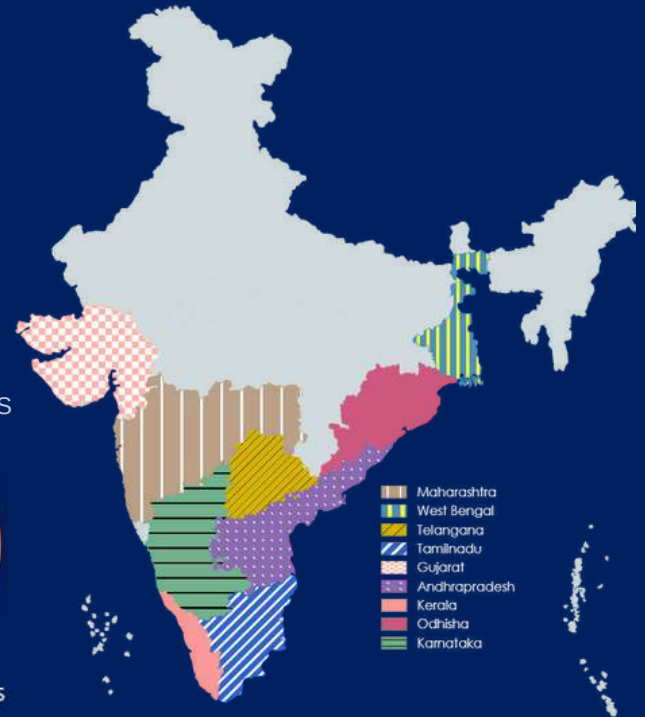 S
Maharashtra
West Bengal
Telangana
Tamilnadu
Gujarat
Andhrapradesh
Kerala
Odhisha
Karnataka
s